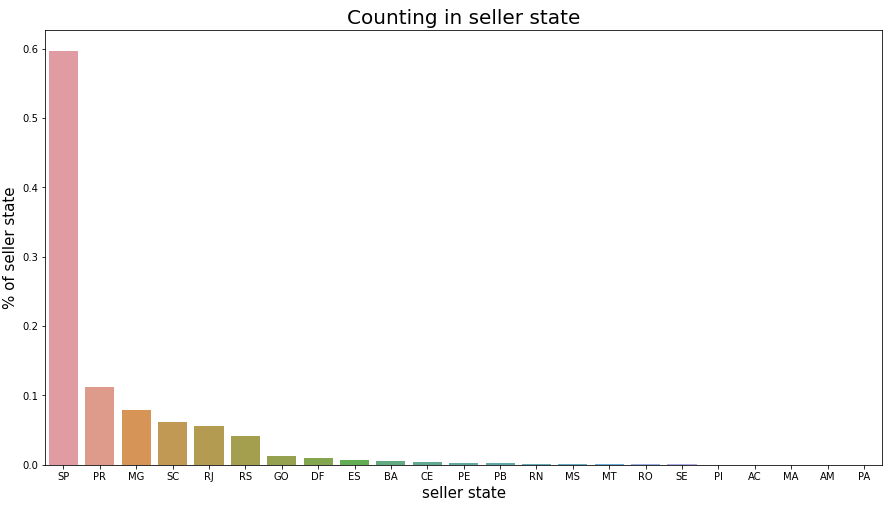 Counting in seller state
% of seller state
0.6
0.5
0.4
0.3
0.2
0.1
0.0
SP PR MG SC RJ RS GO DF ES BA CE PE PB RN MS MT RO SE PI AC MA AM PA
seller state